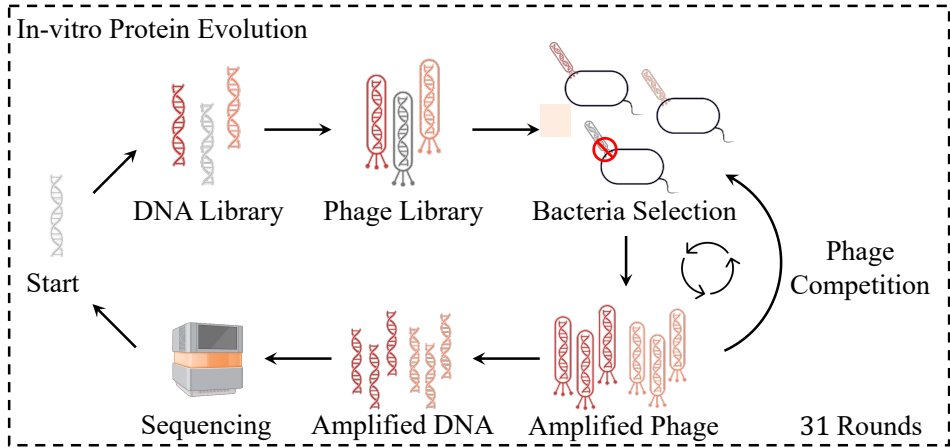 In-vitro Protein Evolution
DNA Library
Phage Library
Bacteria Selection
Start
Phage
Competition
Sequencing
Amplified DNA
Amplified Phage
31 Rounds